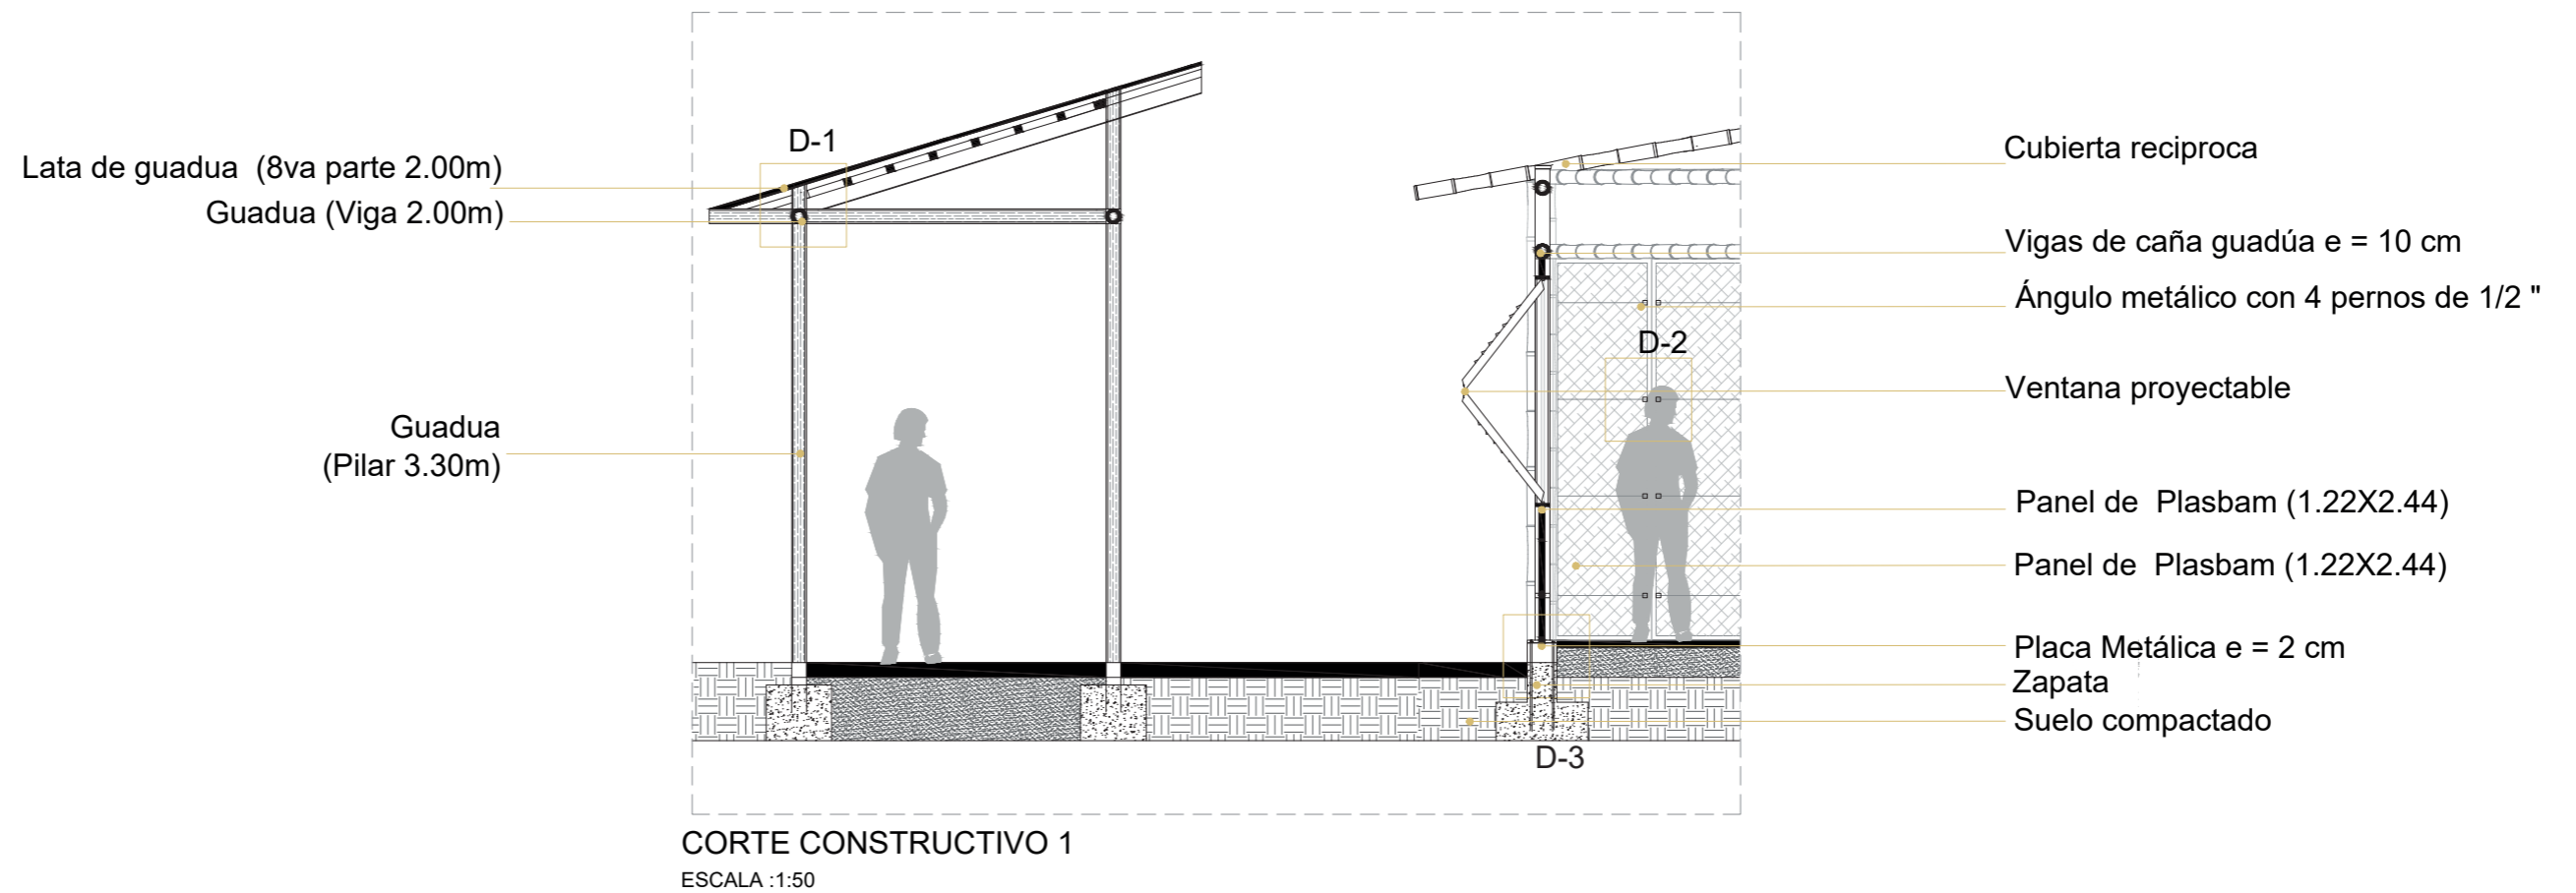 D-1
Lata de guadua (8va parte 2.00m)
Guadua (Viga 2.00m)
Guadua
(Pilar 3.30m)
Cubierta reciproca
Vigas de caña guadúa e = 10 cm
Ángulo metálico con 4 pernos de 1/2 "
D-2
Ventana proyectable
Panel de Plasbam (1.22X2.44)
Panel de Plasbam (1.22X2.44)
Placa Metálica e = 2 cm
Zapata
Suelo compactado
D-3
CORTE CONSTRUCTIVO 1
ESCALA :1:50